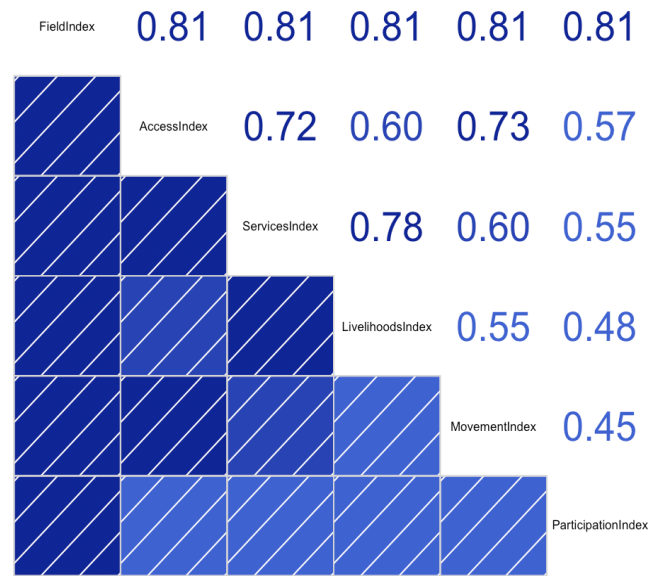 FieldIndex 0.81 0.81 0.81 0.81 0.81
AccessIndex 0.72 0.60 0.73 0.57
ServicesIndex 0.78 0.60 0.55
LivelihoodsIndex 0.55 0.48
MovementIndex 0.45
ParticipationIndex